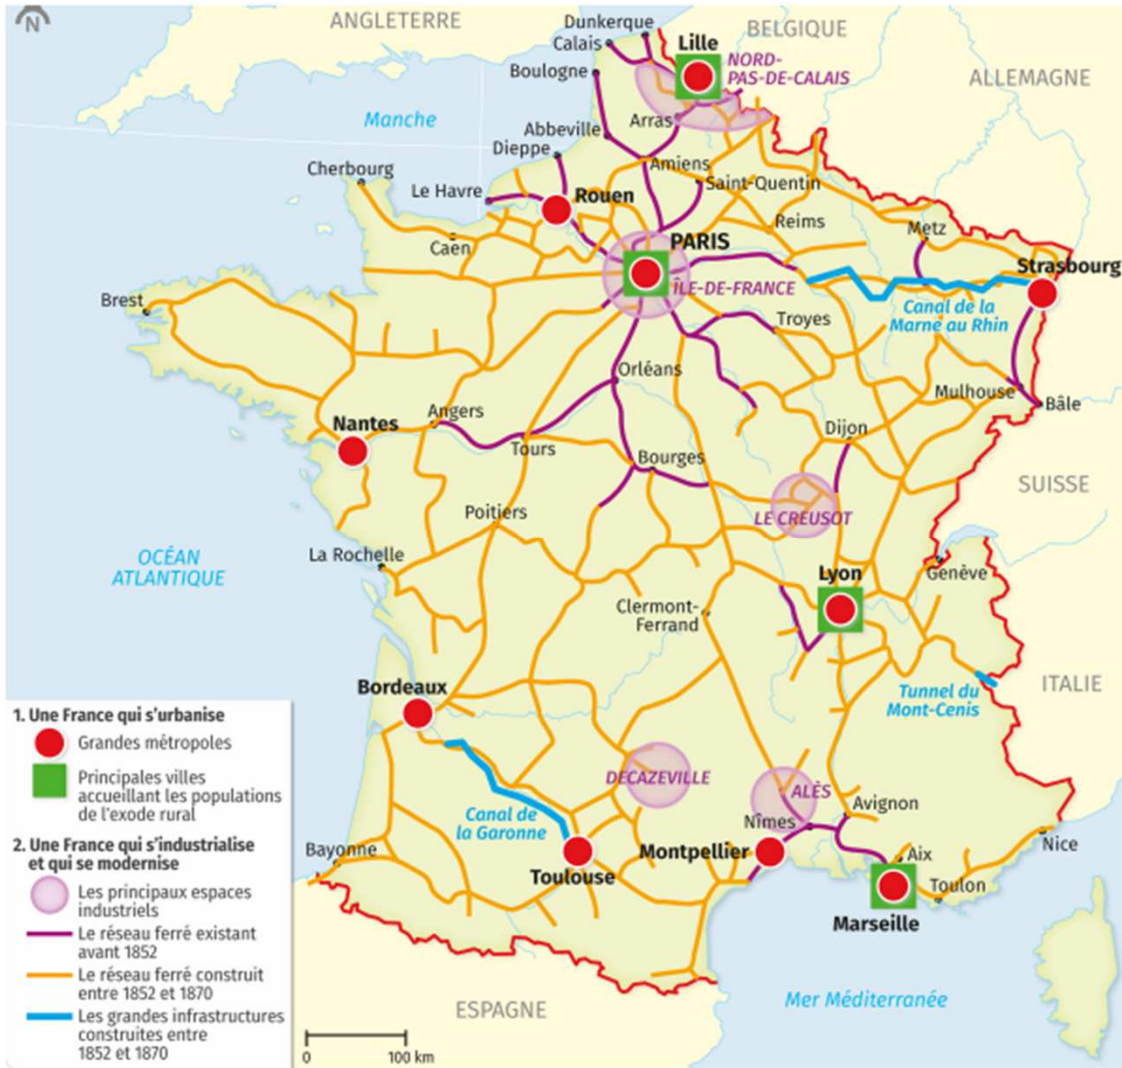 N
ANGLETERRE
Dunkerque
Calais
Lille
BELGIQUE
Boulogne
NORD-
PAS-DE-CALAIS
ALLEMAGNE
Manche
Abbeville
Arras
Dieppe
Amiens
Cherbourg
Saint-Quentin
Le Havre
Rouen
Reims
Metz
Caen
PARIS
Strasbourg
ÎLE-DE-FRANCE
Brest
Canal de la
Marne au Rhin
Troyes
Orléans
Mulhouse
Bâle
Angers
Nantes
Dijon
Tours
Bourges
SUISSE
Poitiers
LE CREUSOT
OCÉAN
ATLANTIQUE
La Rochelle
Lyon
Genève
Clermont-
Ferrand
Bordeaux
Tunnel du
Mont-Cenis
ITALIE
DECAZEVILLE
ALÈS
Canal de
la Garonne
Avignon
Nîmes
Bayonne
Montpellier
Aix
Nice
Toulouse
Toulon
Marseille
ESPAGNE
Mer Méditerranée
0
100 km
1. Une France qui s'urbanise
Grandes métropoles
Principales villes
accueillant les populations
de l'exode rural
2. Une France qui s'industrialise
et qui se modernise
Les principaux espaces
industriels
Le réseau ferré existant
avant 1852
Le réseau ferré construit
entre 1852 et 1870
Les grandes infrastructures
construites entre
1852 et 1870